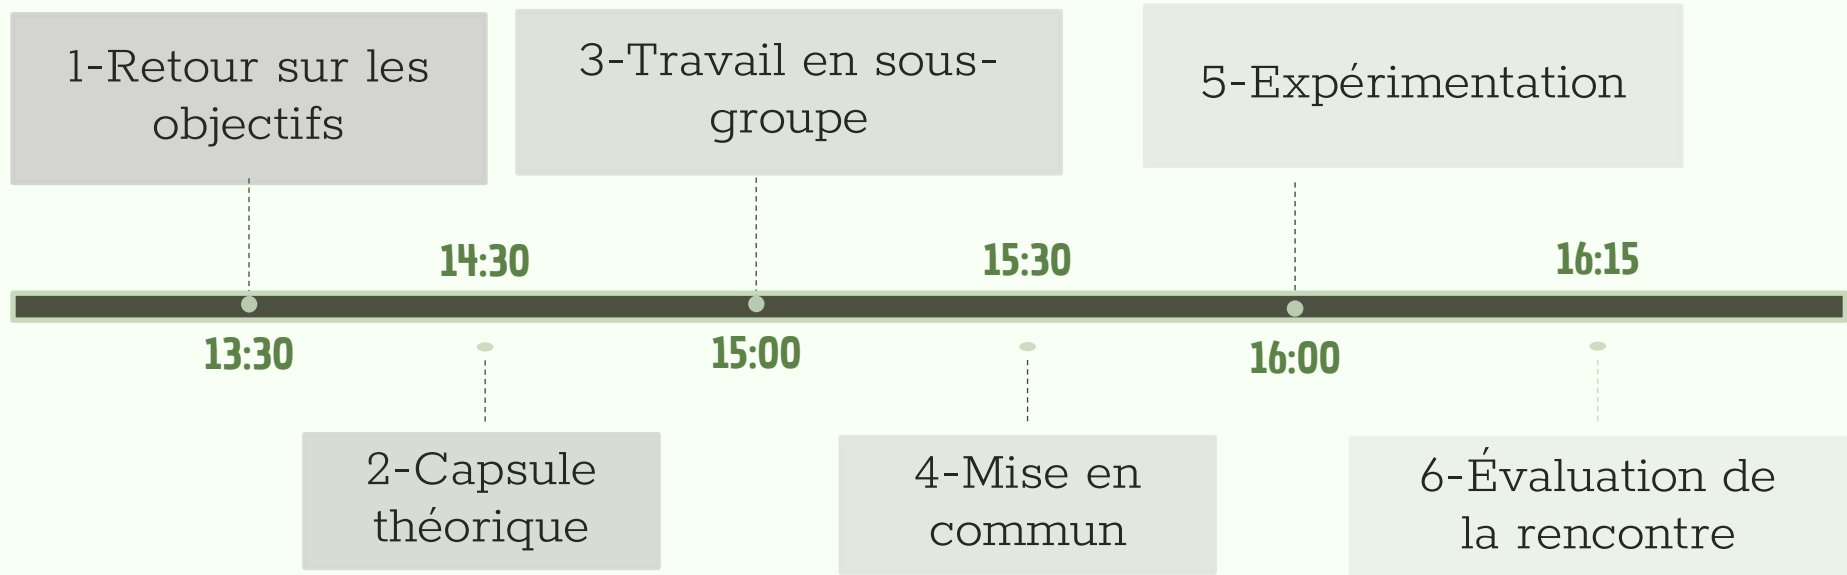 1-Retour sur les
objectifs
3-Travail en sous-
groupe
5-Expérimentation
14:30
15:30
16:15
13:30
15:00
16:00
2-Capsule
théorique
4-Mise en
commun
6-Évaluation de
la rencontre